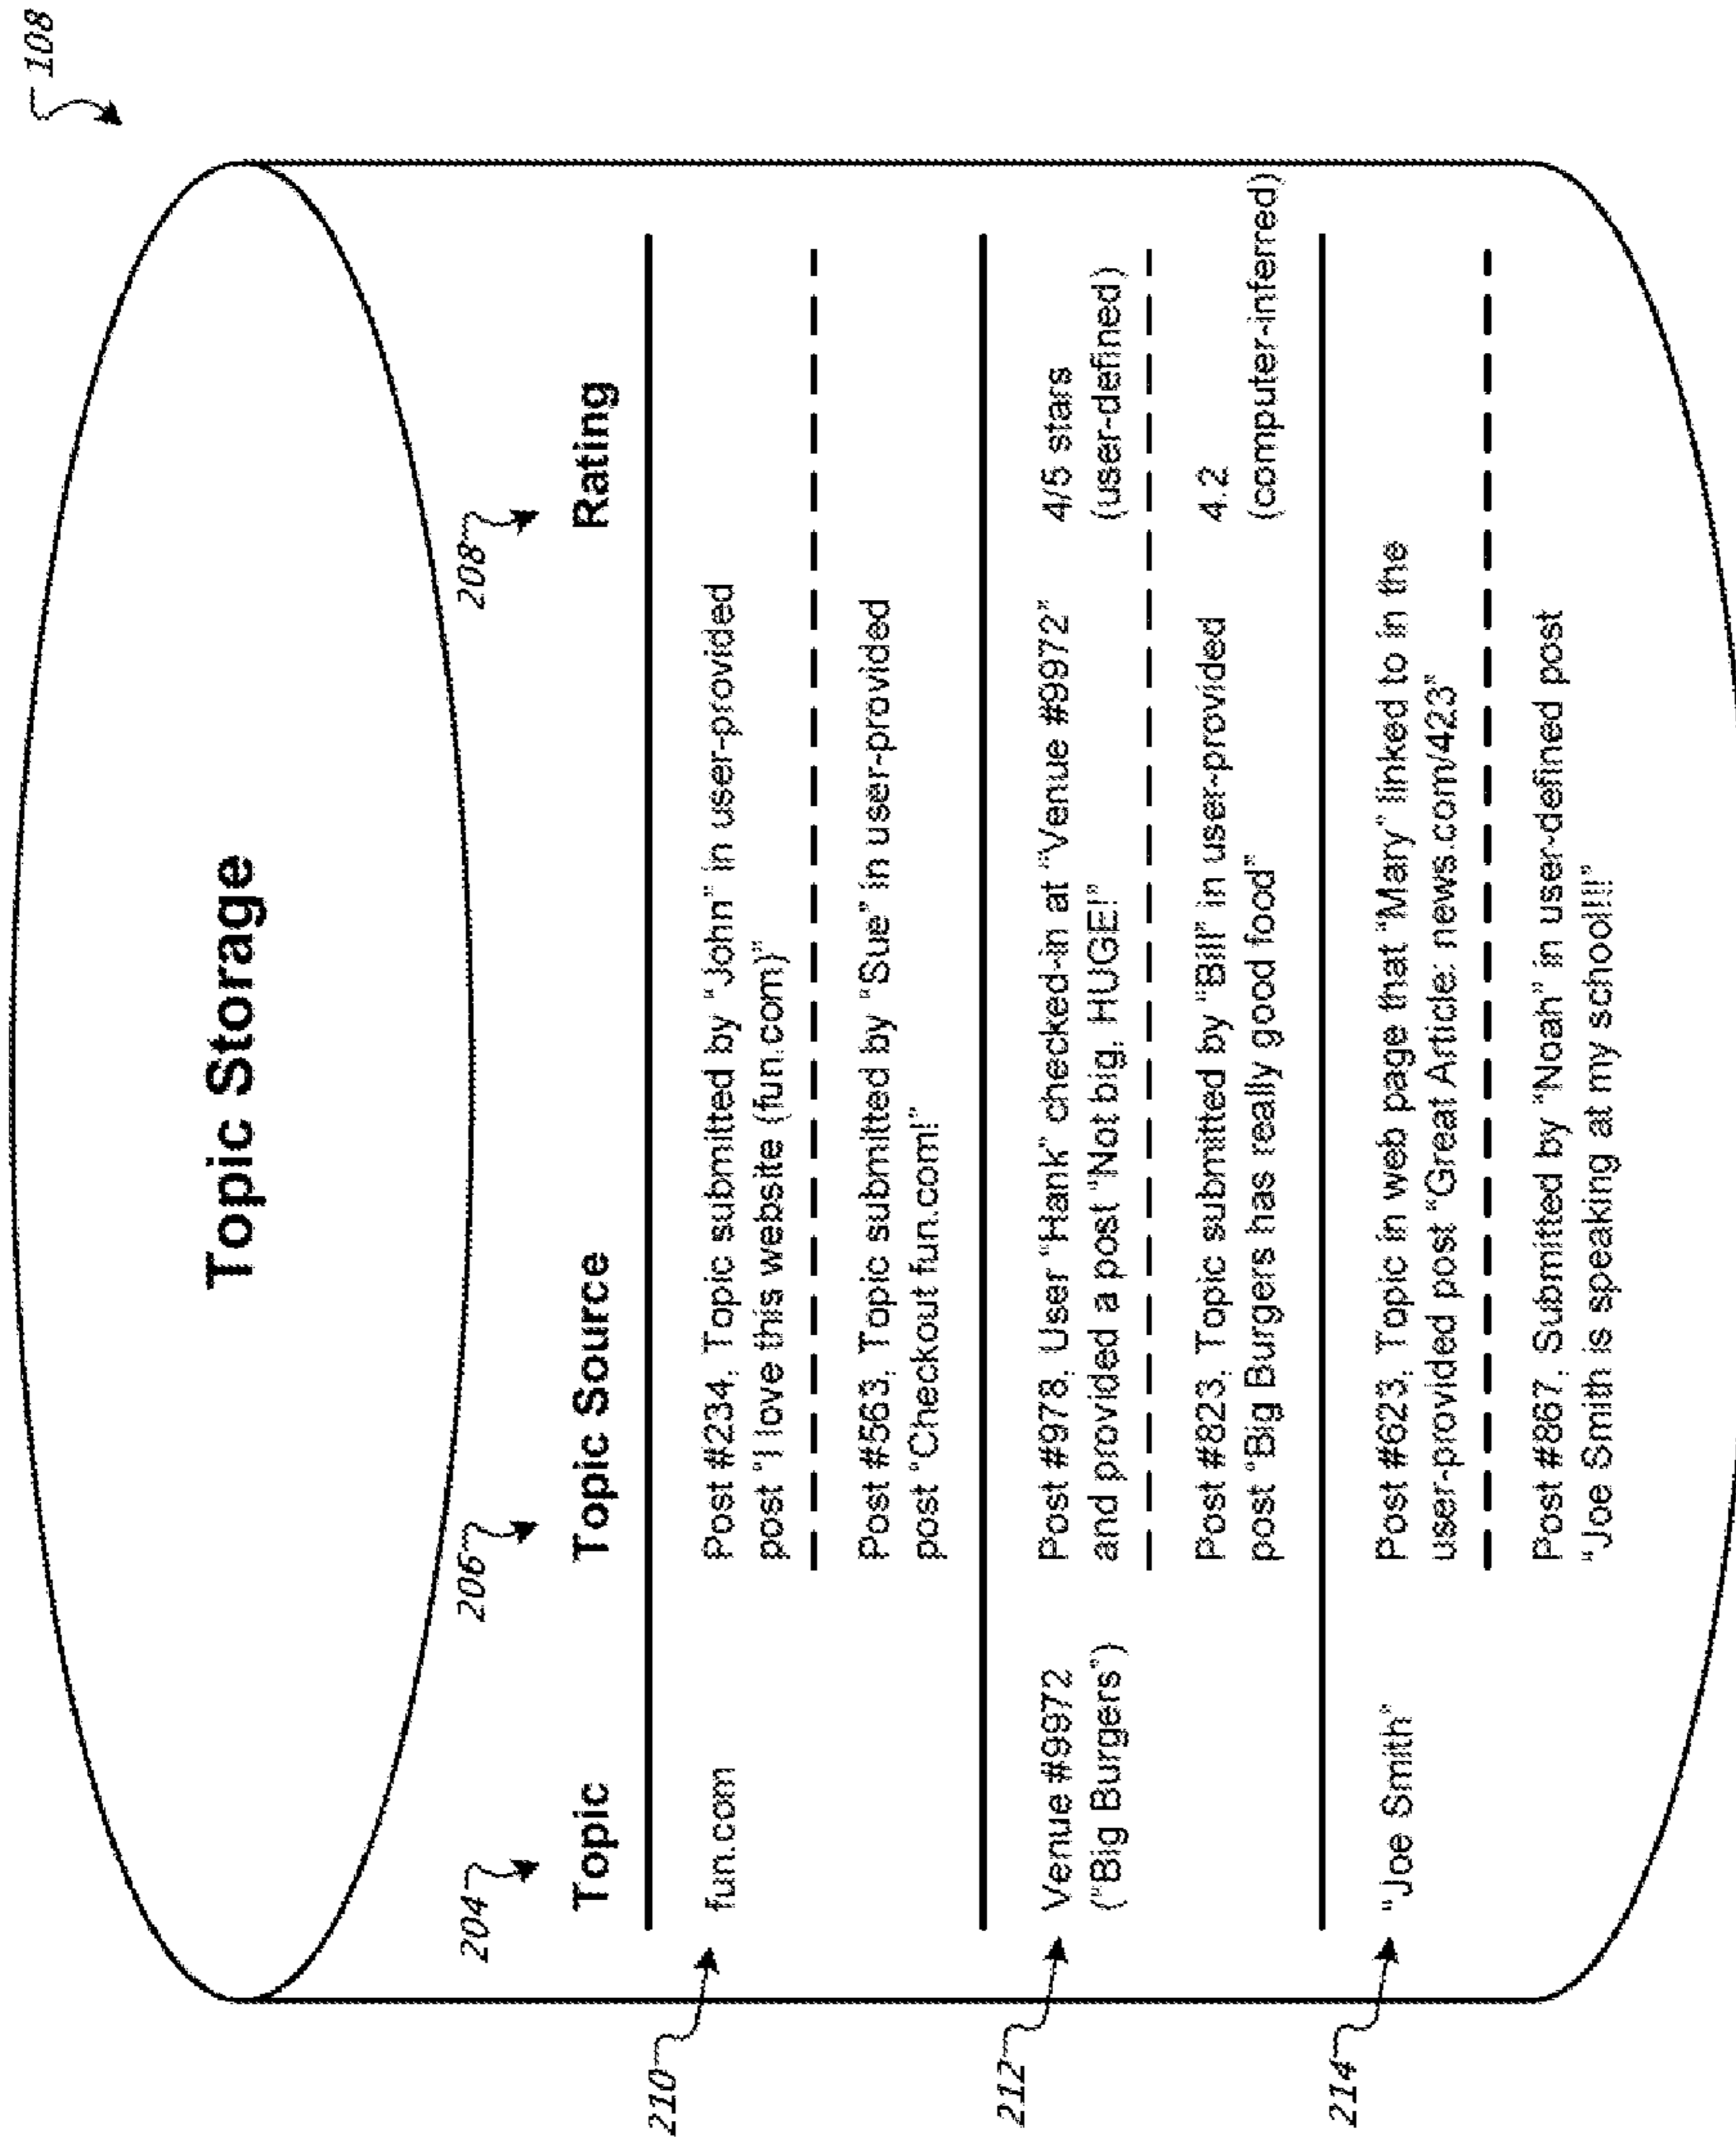 108
Topic Storage
204
206
208
Topic Topic Source Rating
210
fun.com
Post #234, Topic submitted by “John” in user-provided
post “I love this website (fun.com)”
Post #563, Topic submitted by “Sue” in user-provided
post “Checkout fun.com!”
212
Venue #9972
(“Big Burgers”)
Post #978, User “Hank” checked-in at “Venue #9972”
and provided a post “Not big, HUGE!”
4/5 stars
(user-defined)
Post #823, Topic submitted by “Bill” in user-provided
post “Big Burgers has really good food”
4.2
(computer-inferred)
214
“Joe Smith”
Post #623, Topic in web page that “Mary” linked to in the
user-provided post “Great Article: news.com/423”
Post #867, Submitted by “Noah” in user-defined post
“Joe Smith is speaking at my school!!!”